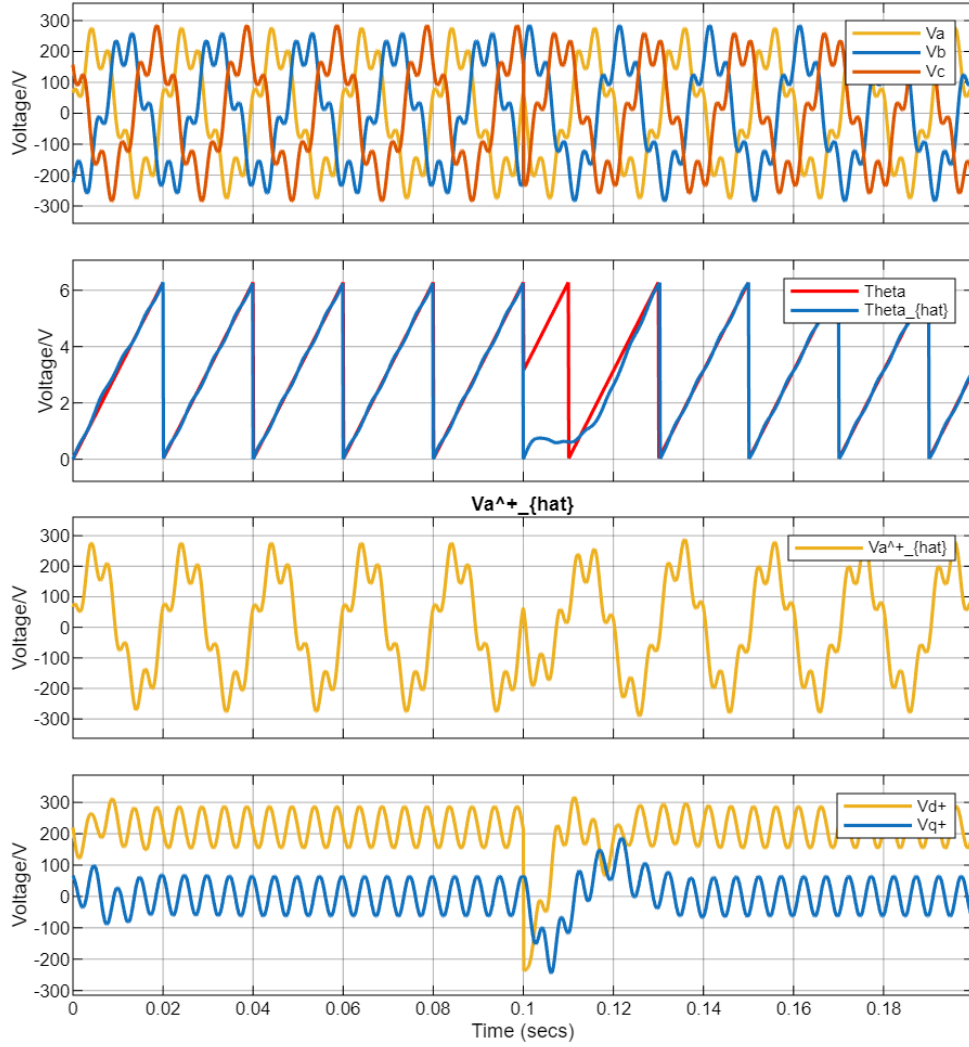 300
200
100
0
-100
-200
-300
Voltage/V
Va
Vb
Vc
6
4
2
0
Voltage/V
Theta
Theta_{hat}
Va^+_{hat}
300
200
100
0
-100
-200
-300
Voltage/V
Va^+_{hat}
300
200
100
0
-100
-200
-300
Voltage/V
Vd+
Vq+
0 0.02 0.04 0.06 0.08 0.1 0.12 0.14 0.16 0.18
Time (secs)